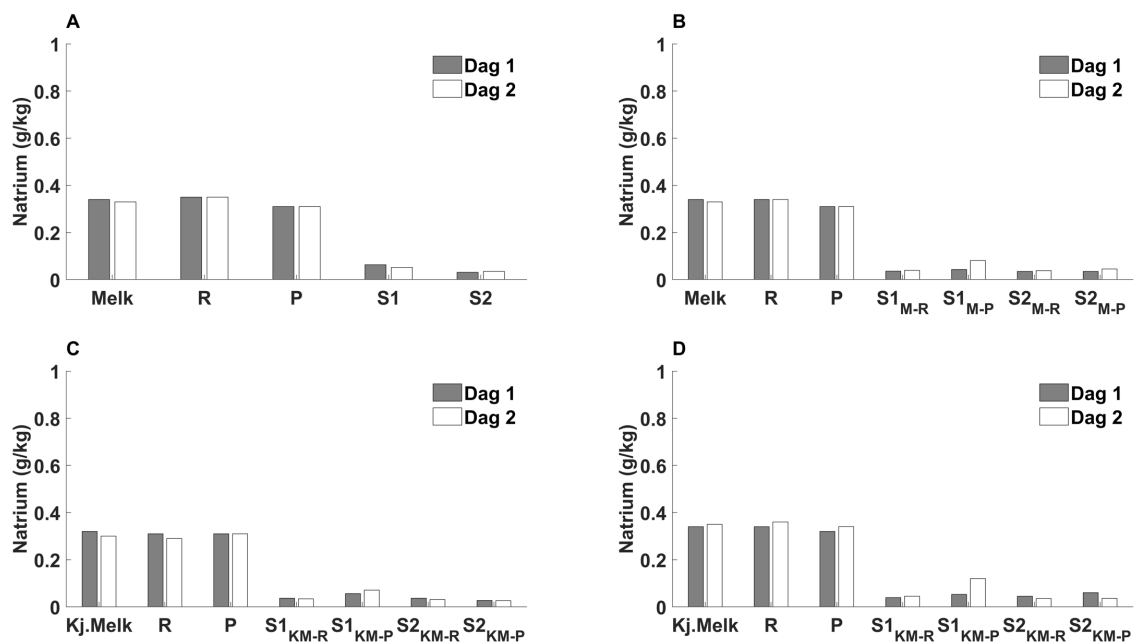 A
Natrium (g/kg)
1
0.8
0.6
0.4
0.2
0
Dag 1
Dag 2
Melk R P S1 S2
B
Natrium (g/kg)
1
0.8
0.6
0.4
0.2
0
Dag 1
Dag 2
Melk R P S1M-R S1M-P S2M-R S2M-P
C
Natrium (g/kg)
1
0.8
0.6
0.4
0.2
0
Dag 1
Dag 2
Kj.Melk R P S1KM-R S1KM-P S2KM-R S2KM-P
D
Natrium (g/kg)
1
0.8
0.6
0.4
0.2
0
Dag 1
Dag 2
Kj.Melk R P S1KM-R S1KM-P S2KM-R S2KM-P